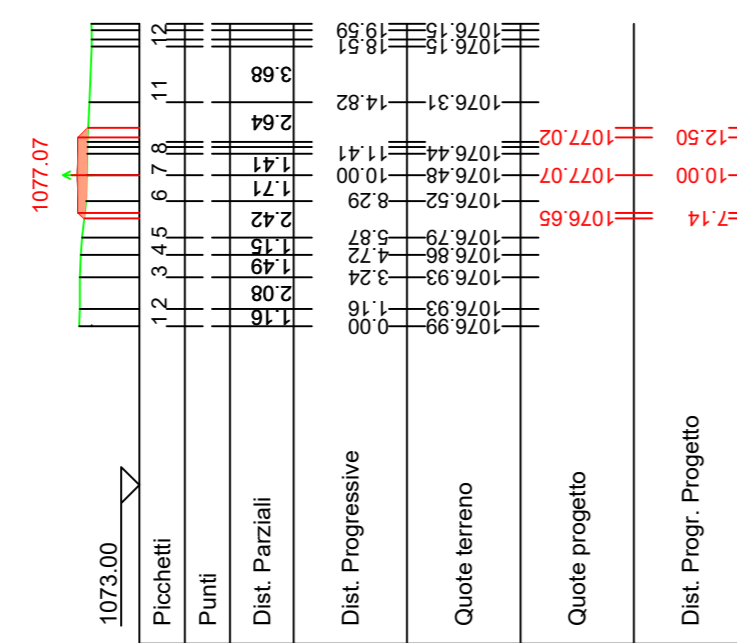 1077.07
1073.00
Picchetti 1 2 3 4 5 6 7 8 11 12
Punti
Dist. Parziali 1.16 2.08 1.49 1.15 2.42 1.71 1.41 2.64 3.68
Dist. Progressive 0.00 1.16 3.24 4.72 5.87 8.29 10.00 11.41 14.82 18.51 19.59
Quote terreno 1076.99 1076.93 1076.93 1076.86 1076.79 1076.52 1076.48 1076.44 1076.31 1076.15 1076.15
Quote progetto 1076.65 1077.07 1077.02
Dist. Progr. Progetto 7.14 10.00 12.50